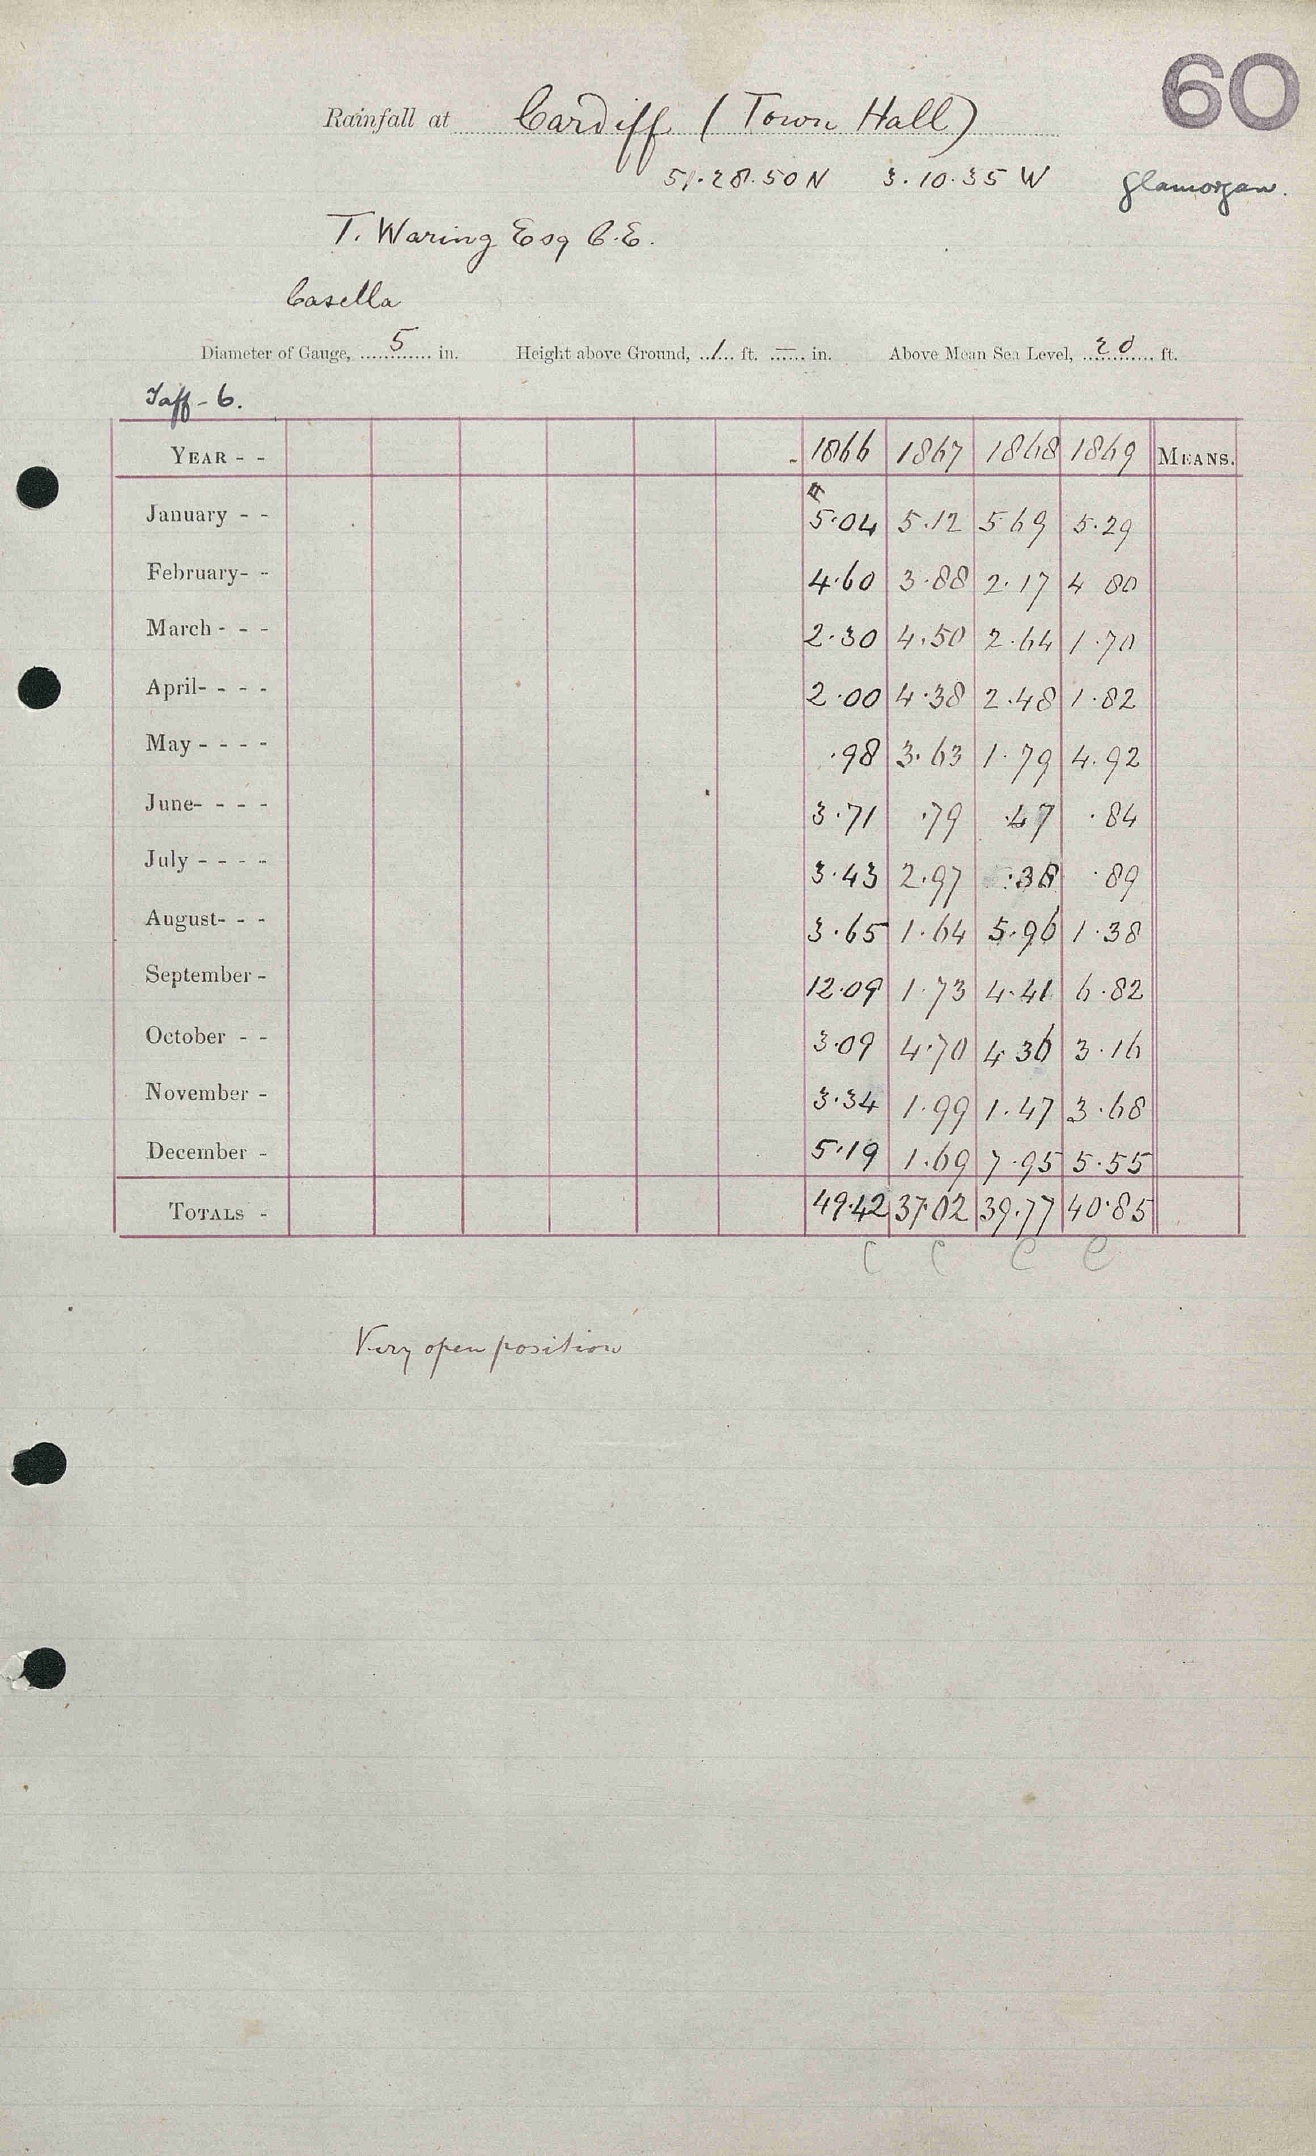 60
Rainfall at Cardiff (Town Hall)
51.28.50 N 3.10.35 W Glamorgan.
T. Waring Esq C.E.
Casella
Diameter of Gauge, 5 in. Height above Ground, 1 ft. — in. Above Mean Sea Level, 20 ft.
Taff - 6.
YEAR - - 1866 1867 1868 1869 MEANS.
January - - 5.04 5.12 5 69 5.29
February- - 4.60 3.88 2.17 4 80
March - - - 2.30 4.50 2.64 1.70
April- - - - 2.00 4.38 2.48 1.82
May - - - - .98 3.63 1.79 4.92
June- - - - 3.71 .79 .47 .84
July - - - - 3.43 2.97 .38 .89
August- - - 3.65 1.64 5.96 1.38
September - 12.09 1.73 4.41 6.82
October - - 3.09 4.70 4 36 3.16
November - 3.34 1.99 1.47 3.68
December - 5.19 1.69 7.95 5.55
TOTALS - 49.42 37.02 39.77 40.85
C C C C
Very open position